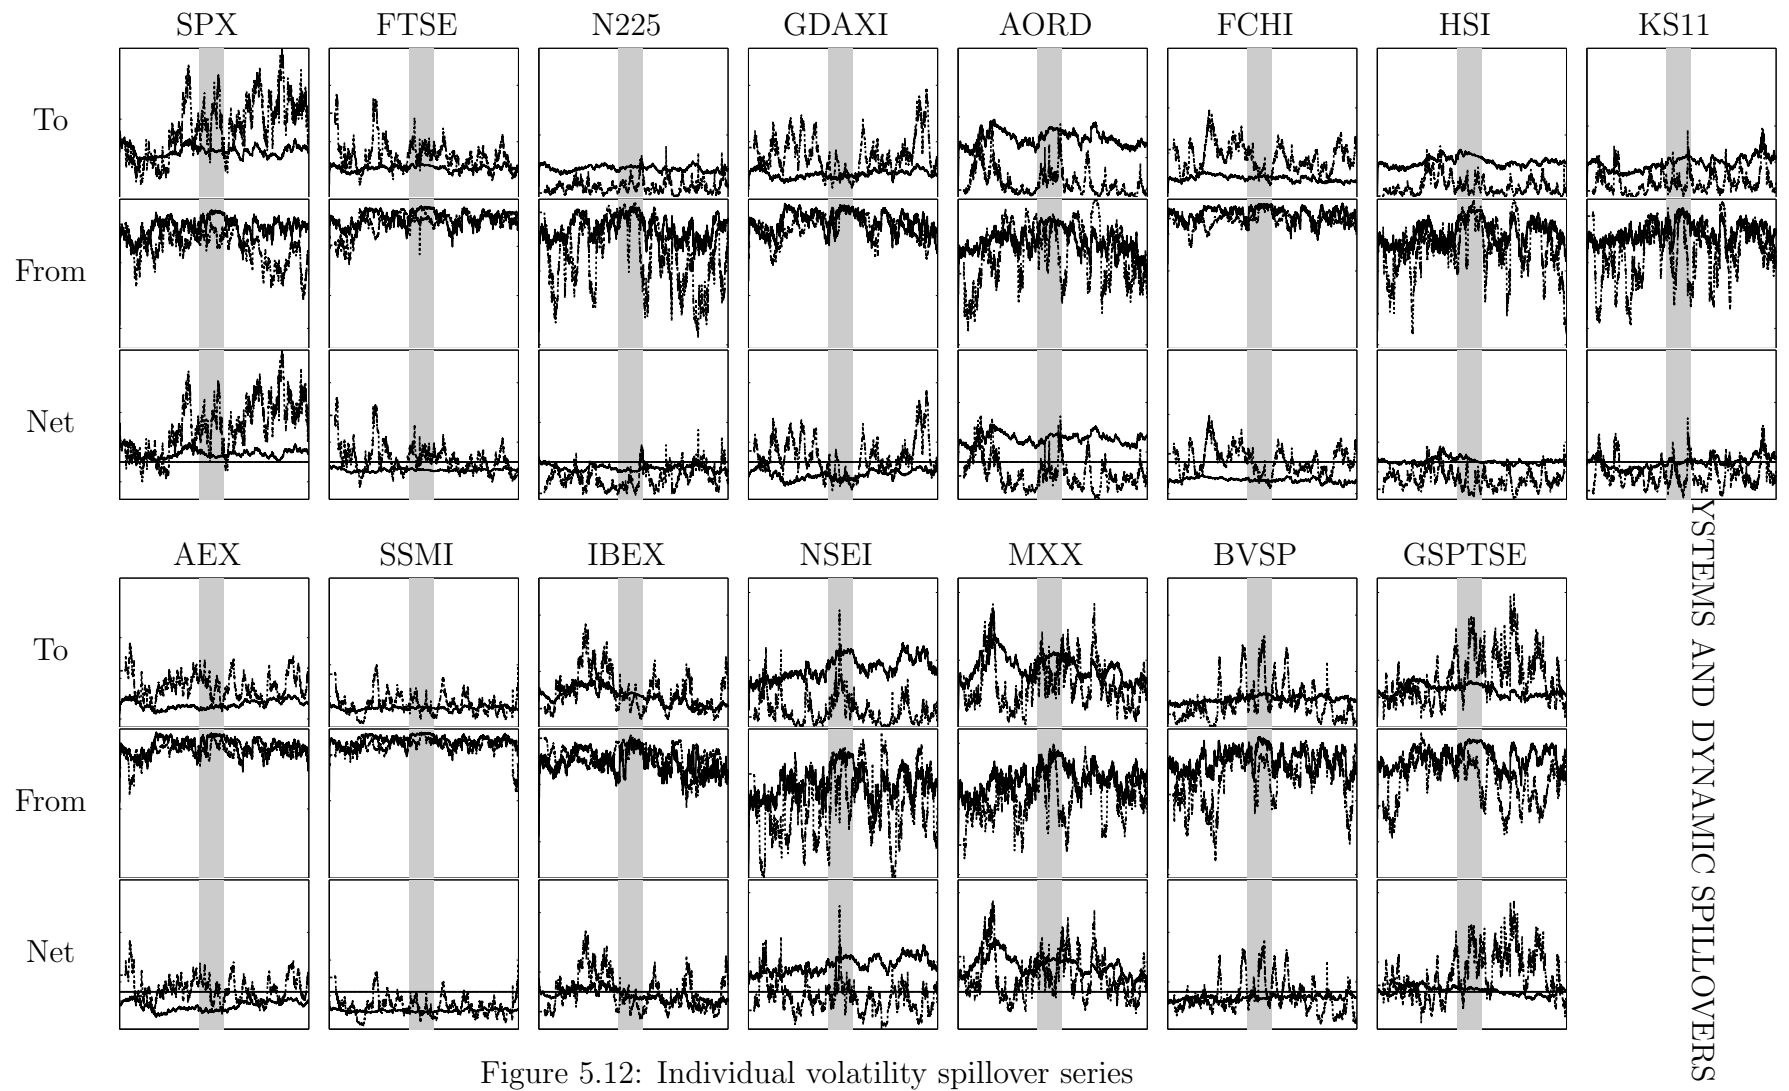 SPX FTSE N225 GDAXI AORD FCHI HSI KS11
To
From
Net
AEX SSMI IBEX NSEI MXX BVSP GSPTSE
To
From
Net
YSTEMS AND DYNAMIC SPILLOVERS
Figure 5.12: Individual volatility spillover series